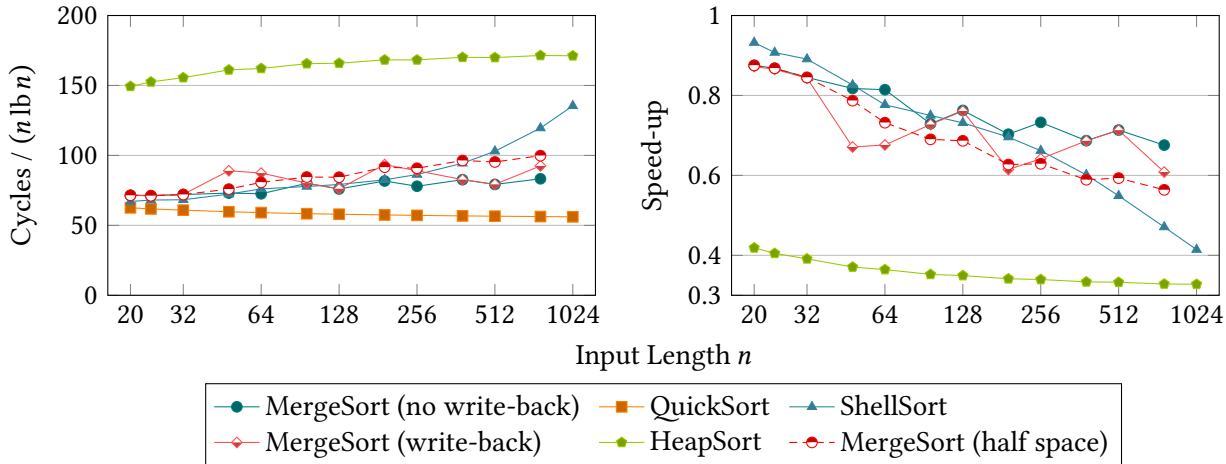 Cycles / (n lb n)
200
150
100
50
0
20 32 64 128 256 512 1024
Speed-up
1
0.8
0.6
0.4
0.3
20 32 64 128 256 512 1024
Input Length n
MergeSort (no write-back) QuickSort ShellSort
MergeSort (write-back) HeapSort MergeSort (half space)